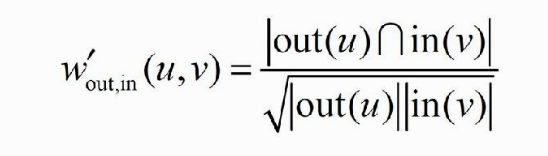 w′out,in (u,v) = |out(u)⋂in(v)| / √|out(u)||in(v)|